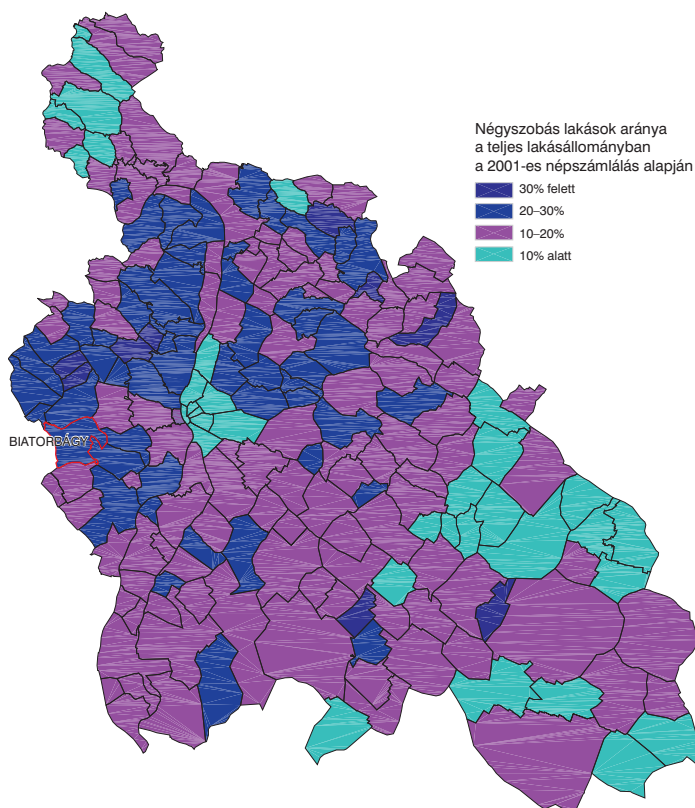 Négyszobás lakások aránya
a teljes lakásállományban
a 2001-es népszámlálás alapján
30% felett
20–30%
10–20%
10% alatt
BIATORBÁGY